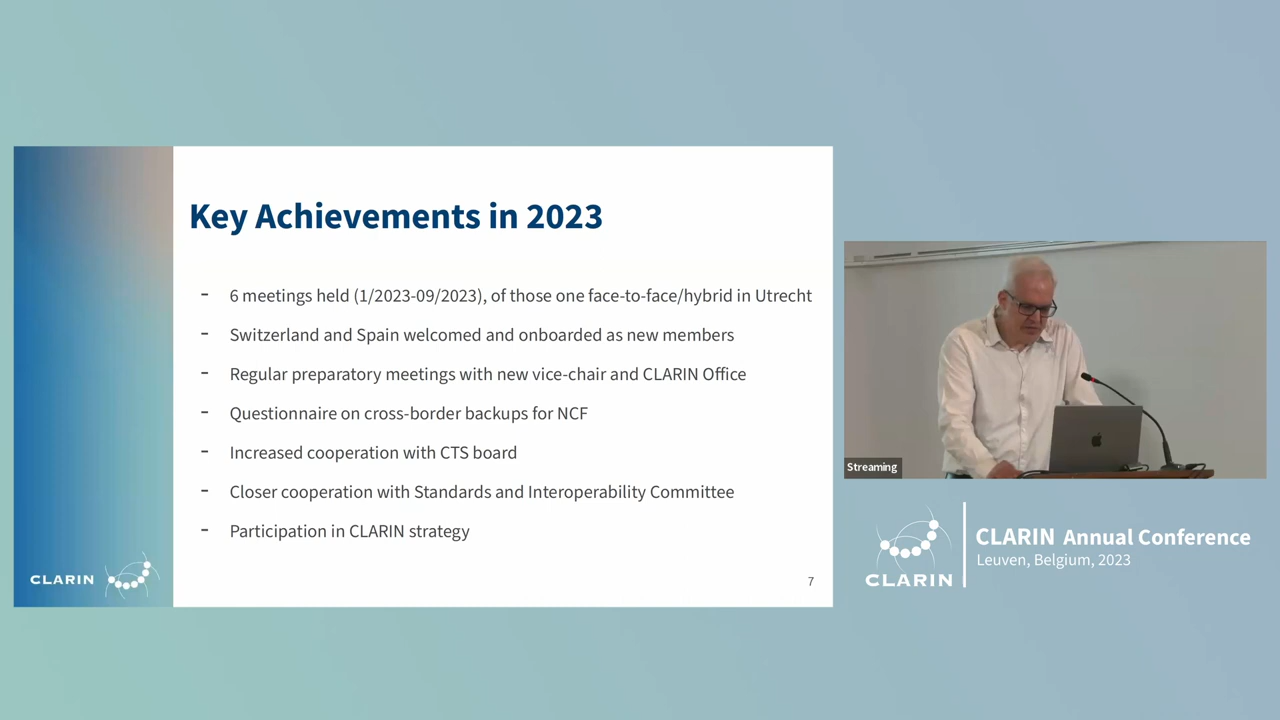 Key Achievements in 2023
- 6 meetings held (1/2023-09/2023), of those one face-to-face/hybrid in Utrecht
- Switzerland and Spain welcomed and onboarded as new members
- Regular preparatory meetings with new vice-chair and CLARIN Office
- Questionnaire on cross-border backups for NCF
- Increased cooperation with CTS board
- Closer cooperation with Standards and Interoperability Committee
- Participation in CLARIN strategy
CLARIN
7
Streaming
CLARIN
CLARIN Annual Conference
Leuven, Belgium, 2023